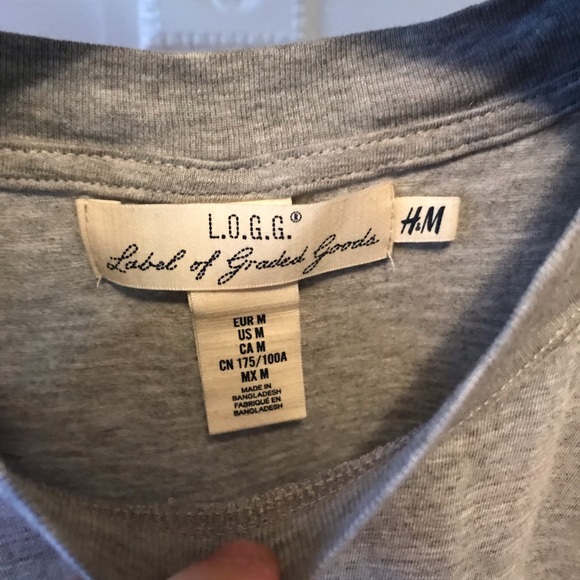 L.O.G.G.®
Label of Graded Goods
H&M
EUR M
US M
CA M
CN 175/100A
MX M
MADE IN
BANGLADESH
FABRIQUÉ EN
BANGLADESH